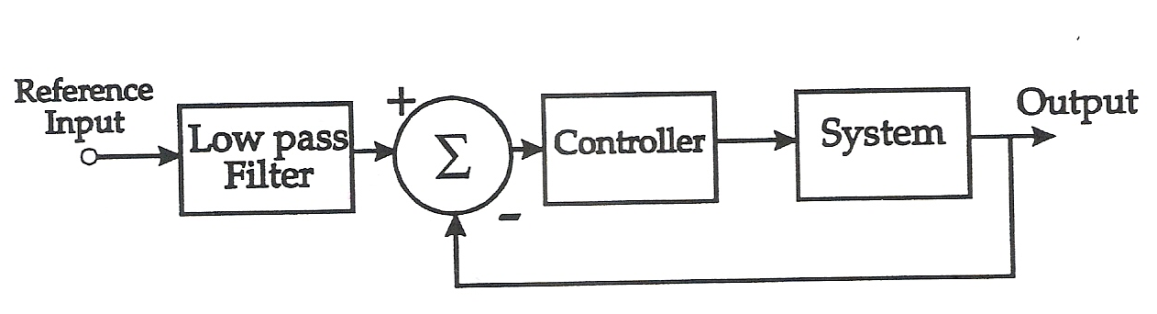 Reference
Input
Low pass
Filter
+
Σ
-
Controller
System
Output